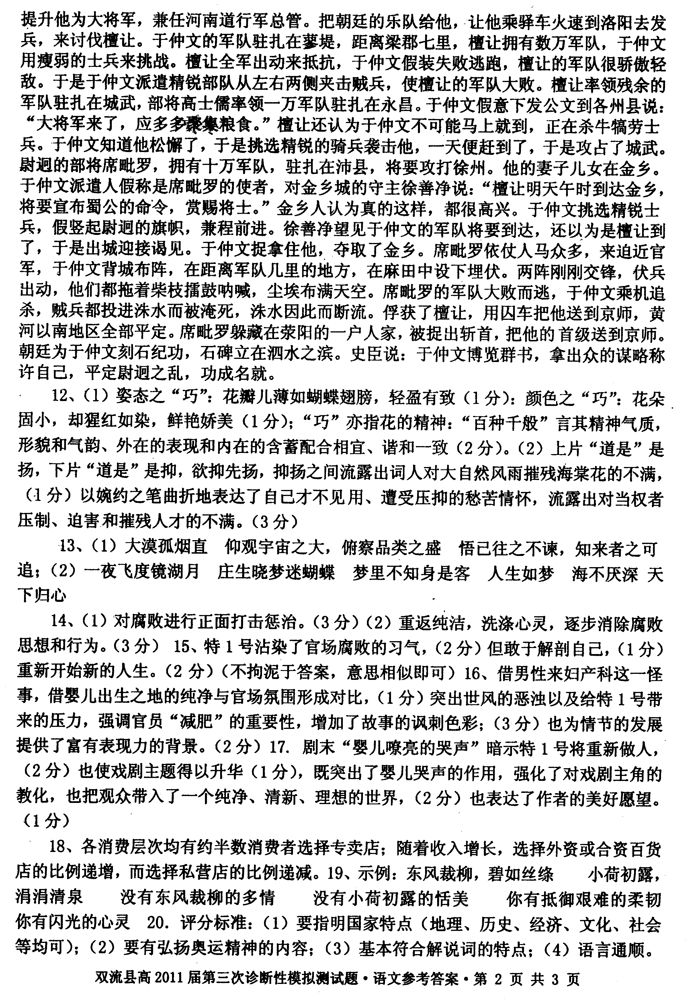 提升他为大将军，兼任河南道行军总管。把朝廷的乐队给他，让他乘驿车火速到洛阳去发
兵，来讨伐檀让。于仲文的军队驻扎在蓼堤，距离梁郡七里，檀让拥有数万军队，于仲文
用瘦弱的士兵来挑战。檀让全军出动来抵抗，于仲文假装失败逃跑，檀让的军队很骄傲轻
敌。于是于仲文派遣精锐部队从左右两侧夹击贼兵，使檀让的军队大败。檀让率领残余的
军队驻扎在城武，部将高士儒率领一万军队驻扎在永昌。于仲文假意下发公文到各州县说：
“大将军来了，应多多聚集粮食。”檀让还认为于仲文不可能马上就到，正在杀牛犒劳士
兵。于仲文知道他松懈了，于是挑选精锐的骑兵袭击他，一天便赶到了，于是攻占了城武。
尉迥的部将席毗罗，拥有十万军队，驻扎在沛县，将要攻打徐州。他的妻子儿女在金乡。
于仲文派遣人假称是席毗罗的使者，对金乡城的守主徐善净说：“檀让明天午时到达金乡，
将要宣布蜀公的命令，赏赐将士。”金乡人认为真的这样，都很高兴。于仲文挑选精锐士
兵，假竖起尉迥的旗帜，兼程前进。徐善净望见于仲文的军队将要到达，还以为是檀让到
了，于是出城迎接谒见。于仲文捉拿住他，夺取了金乡。席毗罗依仗人马众多，来迫近官
军，于仲文背城布阵，在距离军队几里的地方，在麻田中设下埋伏。两阵刚刚交锋，伏兵
出动，他们都拖着柴枝擂鼓呐喊，尘埃布满天空。席毗罗的军队大败而逃，于仲文乘机追
杀，贼兵都投进洙水而被淹死，洙水因此而断流。俘获了檀让，用囚车把他送到京师，黄
河以南地区全部平定。席毗罗躲藏在荥阳的一户人家，被捉出斩首，把他的首级送到京师。
朝廷为于仲文刻石纪功，石碑立在泗水之滨。史臣说：于仲文博览群书，拿出众的谋略称
许自己，平定尉迥之乱，功成名就。
12、（1）姿态之“巧”：花瓣儿薄如蝴蝶翅膀，轻盈有致（1分）：颜色之“巧”：花朵
固小，却猩红如染，鲜艳娇美（1分）；“巧”亦指花的精神：“百种千般”言其精神气质，
形貌和气韵、外在的表现和内在的含蓄配合相宜、谐和一致（2分）。（2）上片“道是”是
扬，下片“道是”是抑，欲抑先扬，抑扬之间流露出词人对大自然风雨摧残海棠花的不满，
（1分）以婉约之笔曲折地表达了自己才不见用、遭受压抑的愁苦情怀，流露出对当权者
压制、迫害和摧残人才的不满。（3分）
13、（1）大漠孤烟直 仰观宇宙之大，俯察品类之盛 悟已往之不谏，知来者之可
追；（2）一夜飞度镜湖月 庄生晓梦迷蝴蝶 梦里不知身是客 人生如梦 海不厌深 天
下归心
14、（1）对腐败进行正面打击惩治。（3分）（2）重返纯洁，洗涤心灵，逐步消除腐败
思想和行为。（3分） 15、特1号沾染了官场腐败的习气，（2分）但敢于解剖自己，（1分）
重新开始新的人生。（2分）（不拘泥于答案，意思相似即可）16、借男性来妇产科这一怪
事，借婴儿出生之地的纯净与官场氛围形成对比，（1分）突出世风的恶浊以及给特1号带
来的压力，强调官员“减肥”的重要性，增加了故事的讽刺色彩；（3分）也为情节的发展
提供了富有表现力的背景。（2分）17. 剧末“婴儿嘹亮的哭声”暗示特1号将重新做人，
（2分）也使戏剧主题得以升华（1分），既突出了婴儿哭声的作用，强化了对戏剧主角的
教化，也把观众带入了一个纯净、清新、理想的世界，（2分）也表达了作者的美好愿望。
（1分）
18、各消费层次均有约半数消费者选择专卖店；随着收入增长，选择外资或合资百货
店的比例递增，而选择私营店的比例递减。19、示例：东风裁柳，碧如丝绦 小荷初露，
涓涓清泉 没有东风裁柳的多情 没有小荷初露的恬美 你有抵御艰难的柔韧
你有闪光的心灵 20. 评分标准：（1）要指明国家特点（地理、历史、经济、文化、社会
等均可）；（2）要有弘扬奥运精神的内容；（3）基本符合解说词的特点；（4）语言通顺。
双流县高2011届第三次诊断性模拟测试题·语文参考答案·第 2 页 共 3 页